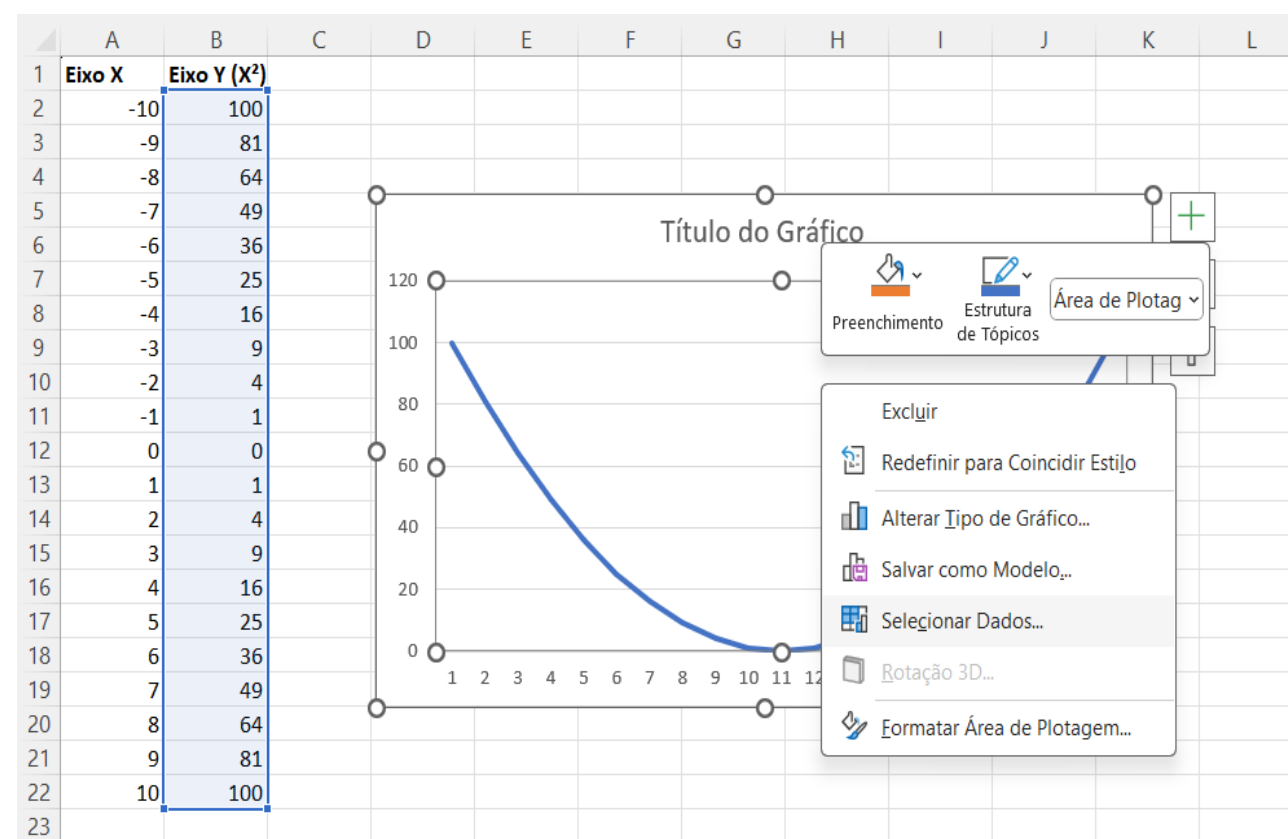 A B C D E F G H I J K L
1 Eixo X Eixo Y (X²)
2 -10 100
3 -9 81
4 -8 64
5 -7 49
6 -6 36
7 -5 25
8 -4 16
9 -3 9
10 -2 4
11 -1 1
12 0 0
13 1 1
14 2 4
15 3 9
16 4 16
17 5 25
18 6 36
19 7 49
20 8 64
21 9 81
22 10 100
23
Título do Gráfico
120
100
80
60
40
20
0
1 2 3 4 5 6 7 8 9 10 11 12
Preenchimento
Estrutura
de Tópicos
Área de Plotag
Excluir
Redefinir para Coincidir Estilo
Alterar Tipo de Gráfico...
Salvar como Modelo...
Selecionar Dados...
Rotação 3D...
Formatar Área de Plotagem...